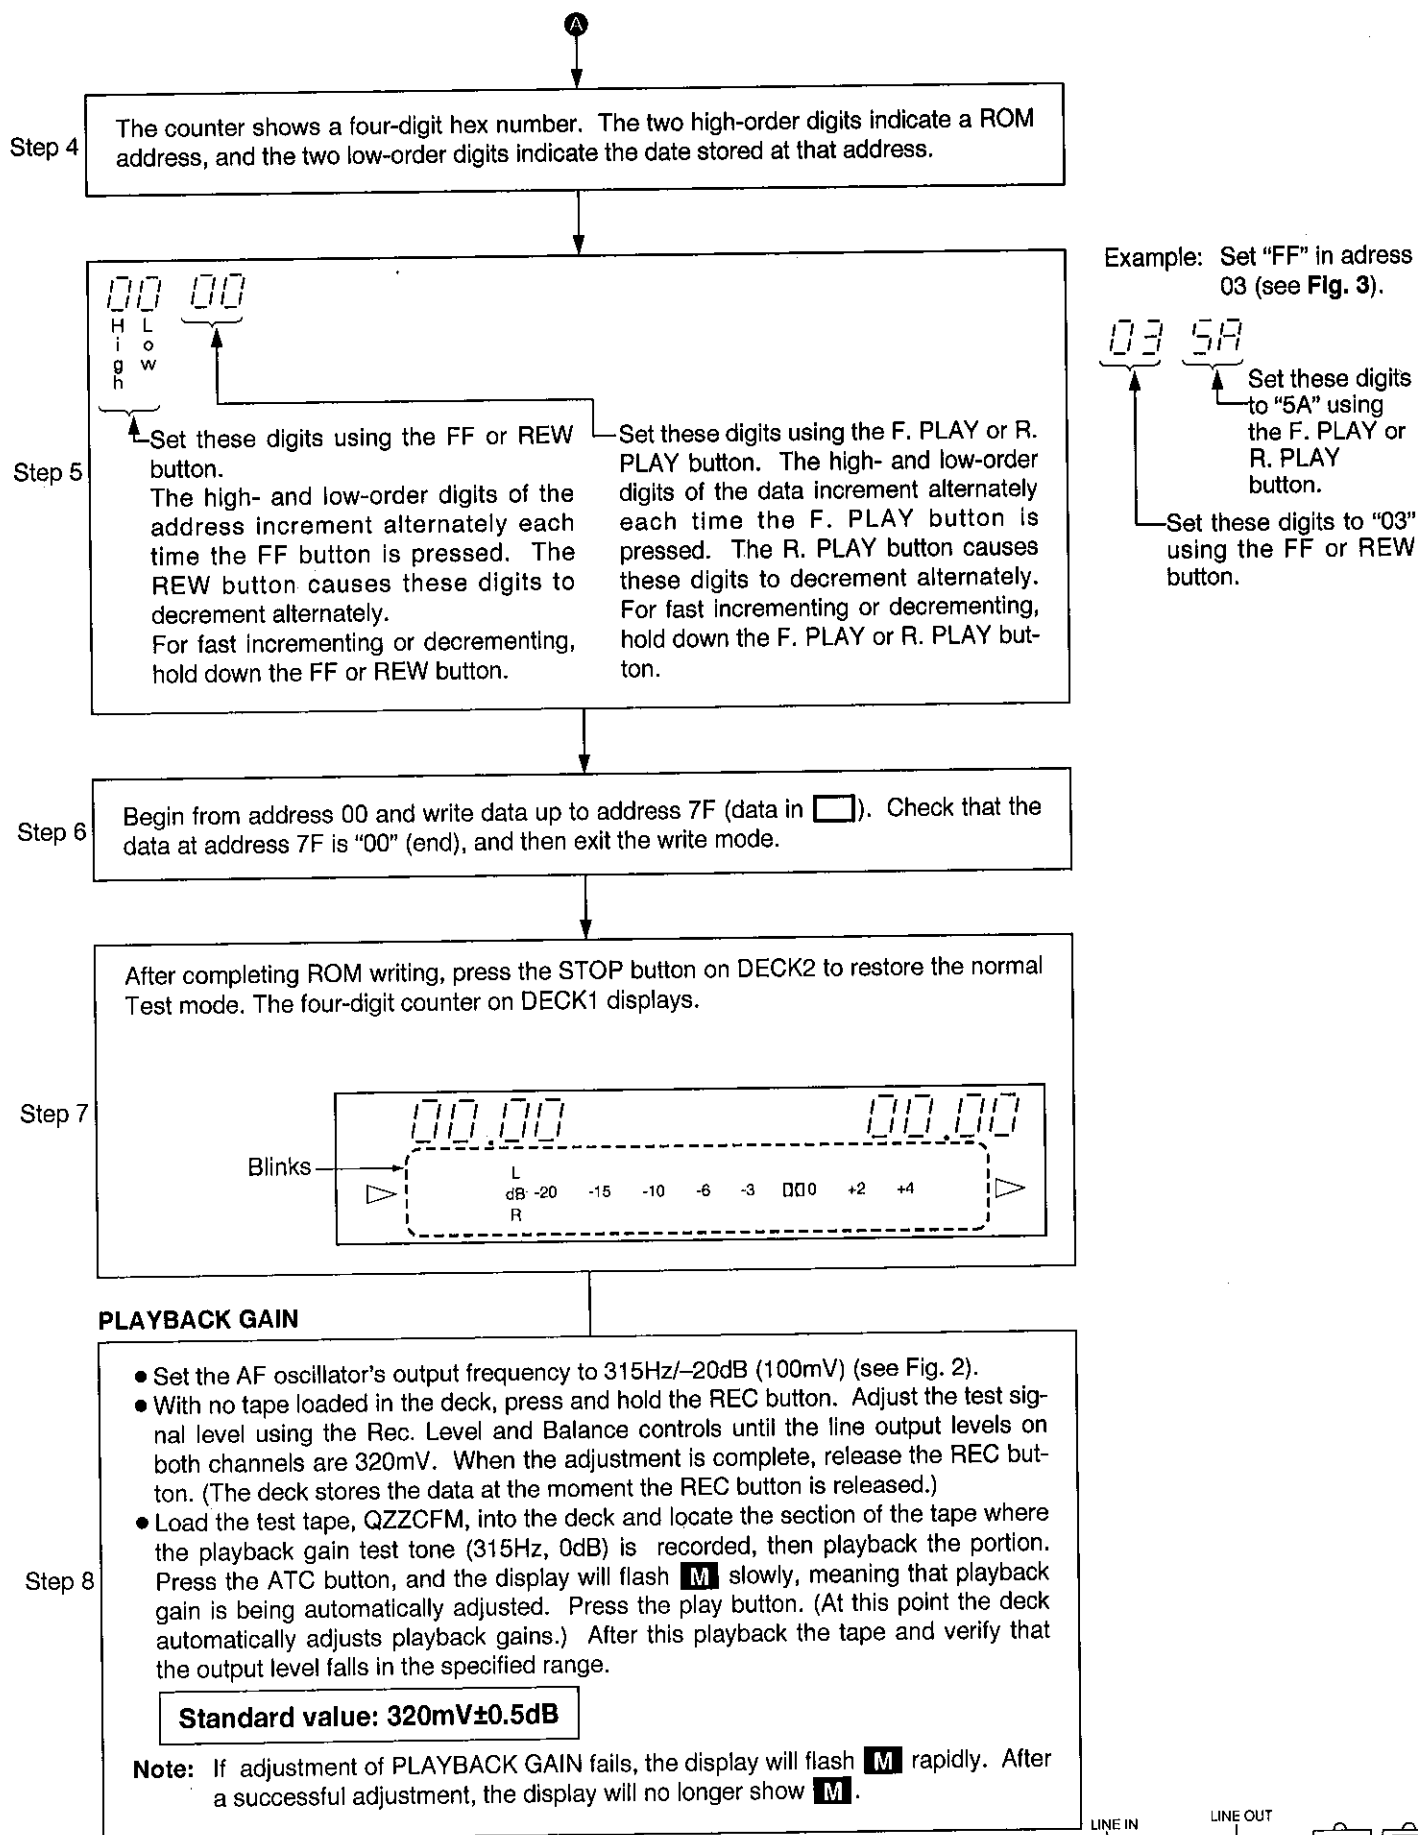 A
Step 4
The counter shows a four-digit hex number. The two high-order digits indicate a ROM
address, and the two low-order digits indicate the date stored at that address.
Step 5
00 00
High Low
Set these digits using the FF or REW
button.
The high- and low-order digits of the
address increment alternately each
time the FF button is pressed. The
REW button causes these digits to
decrement alternately.
For fast incrementing or decrementing,
hold down the FF or REW button.
Set these digits using the F. PLAY or R.
PLAY button. The high- and low-order
digits of the data increment alternately
each time the F. PLAY button is
pressed. The R. PLAY button causes
these digits to decrement alternately.
For fast incrementing or decrementing,
hold down the F. PLAY or R. PLAY but-
ton.
Example: Set “FF” in adress
03 (see Fig. 3).
03 5A
Set these digits
to “5A” using
the F. PLAY or
R. PLAY
button.
Set these digits to “03”
using the FF or REW
button.
Step 6
Begin from address 00 and write data up to address 7F (data in ). Check that the
data at address 7F is “00” (end), and then exit the write mode.
Step 7
After completing ROM writing, press the STOP button on DECK2 to restore the normal
Test mode. The four-digit counter on DECK1 displays.
00.00 00.00
Blinks
L
dB -20 -15 -10 -6 -3 0 +2 +4
R
PLAYBACK GAIN
Step 8
● Set the AF oscillator's output frequency to 315Hz/–20dB (100mV) (see Fig. 2).
● With no tape loaded in the deck, press and hold the REC button. Adjust the test sig-
nal level using the Rec. Level and Balance controls until the line output levels on
both channels are 320mV. When the adjustment is complete, release the REC but-
ton. (The deck stores the data at the moment the REC button is released.)
● Load the test tape, QZZCFM, into the deck and locate the section of the tape where
the playback gain test tone (315Hz, 0dB) is recorded, then playback the portion.
Press the ATC button, and the display will flash M slowly, meaning that playback
gain is being automatically adjusted. Press the play button. (At this point the deck
automatically adjusts playback gains.) After this playback the tape and verify that
the output level falls in the specified range.
Standard value: 320mV±0.5dB
Note: If adjustment of PLAYBACK GAIN fails, the display will flash M rapidly. After
a successful adjustment, the display will no longer show M.
LINE IN
LINE OUT